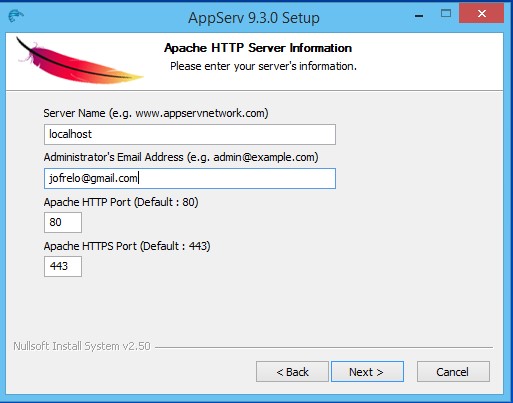 AppServ 9.3.0 Setup
Apache HTTP Server Information
Please enter your server's information.
Server Name (e.g. www.appservnetwork.com)
localhost
Administrator's Email Address (e.g. admin@example.com)
jofrelo@gmail.com
Apache HTTP Port (Default : 80)
80
Apache HTTPS Port (Default : 443)
443
Nullsoft Install System v2.50
< Back Next > Cancel